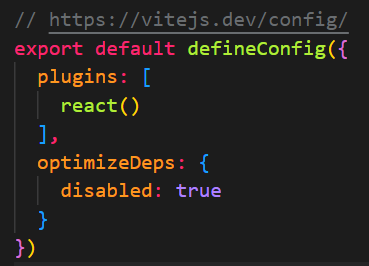 // https://vitejs.dev/config/
export default defineConfig({
  plugins: [
    react()
  ],
  optimizeDeps: {
    disabled: true
  }
})